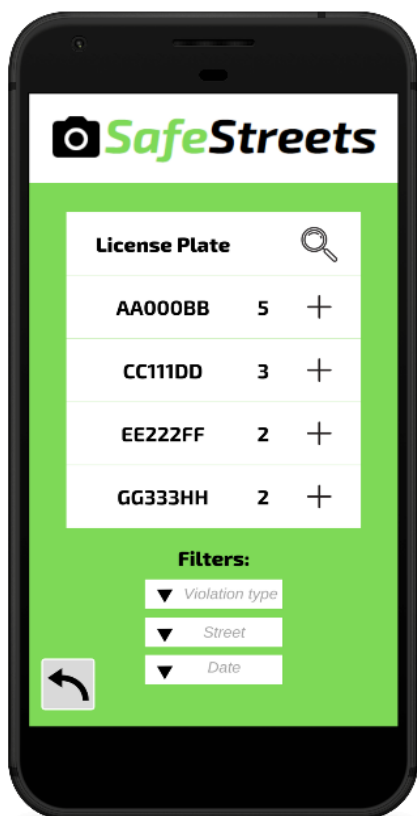 SafeStreets
License Plate
AA000BB 5 +
CC111DD 3 +
EE222FF 2 +
GG333HH 2 +
Filters:
Violation type
Street
Date